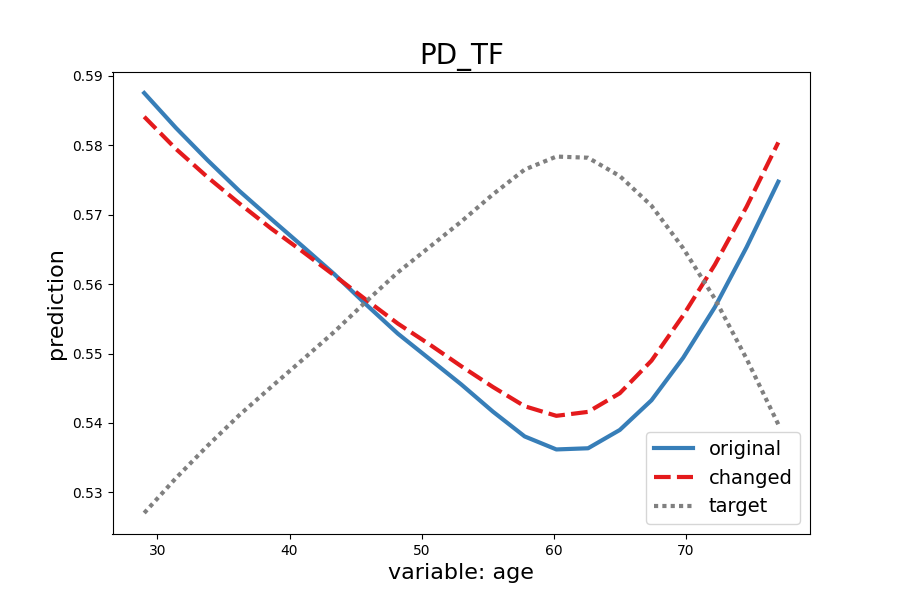 PD_TF
0.59
0.58
0.57
0.56
0.55
0.54
0.53
prediction
original
changed
target
30 40 50 60 70
variable: age